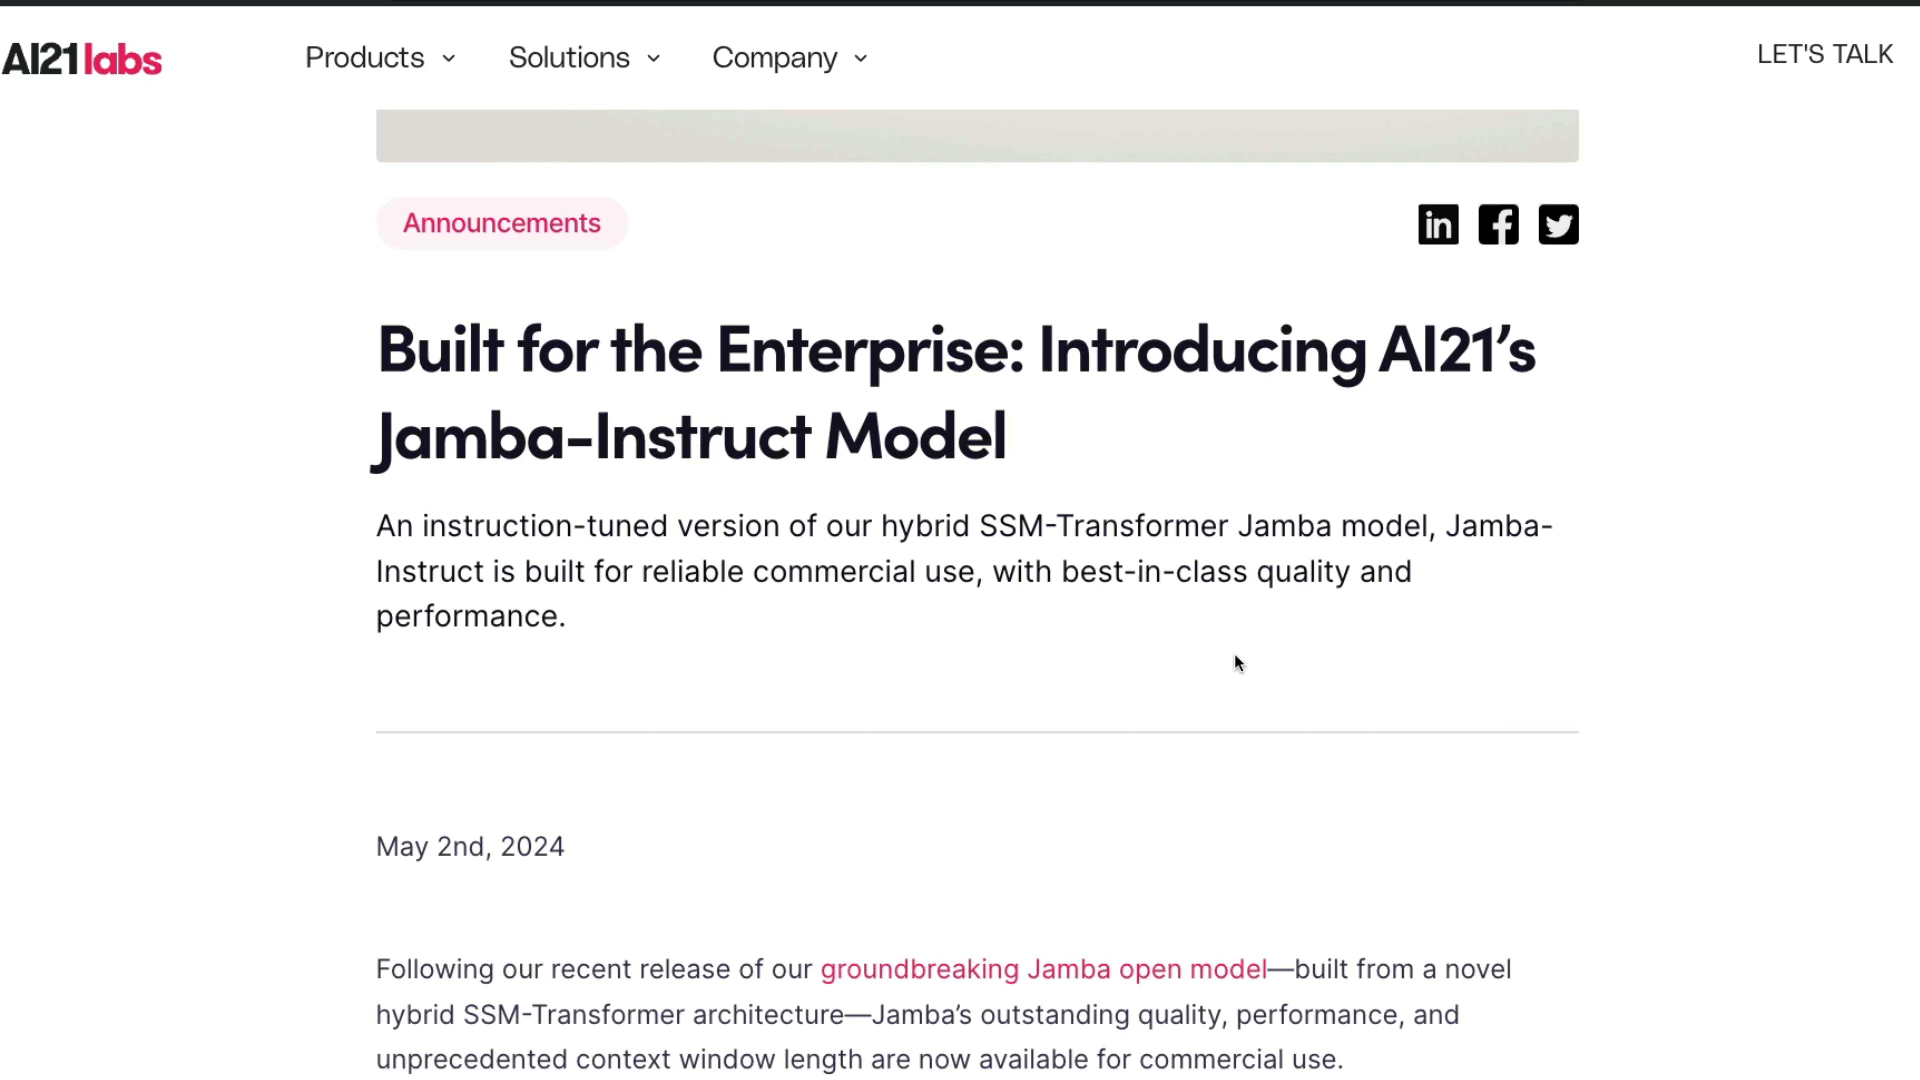 AI21labs
Products
Solutions
Company
LET'S TALK
Announcements
Built for the Enterprise: Introducing AI21’s
Jamba-Instruct Model
An instruction-tuned version of our hybrid SSM-Transformer Jamba model, Jamba-
Instruct is built for reliable commercial use, with best-in-class quality and
performance.
May 2nd, 2024
Following our recent release of our groundbreaking Jamba open model—built from a novel
hybrid SSM-Transformer architecture—Jamba’s outstanding quality, performance, and
unprecedented context window length are now available for commercial use.